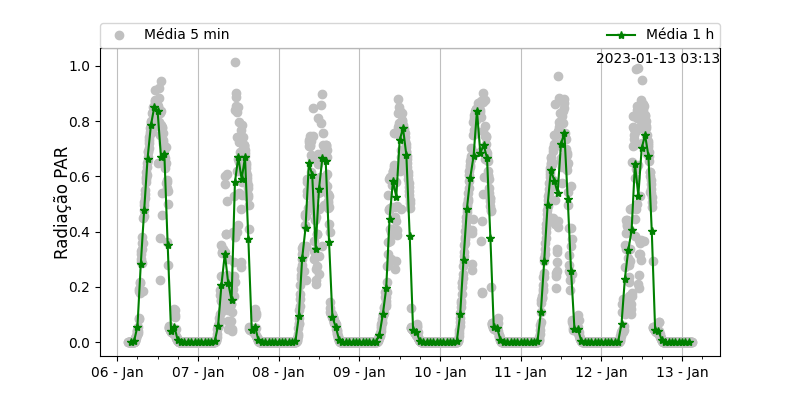 Média 5 min
Média 1 h
2023-01-13 03:13
Radiação PAR
1.0
0.8
0.6
0.4
0.2
0.0
06 - Jan
07 - Jan
08 - Jan
09 - Jan
10 - Jan
11 - Jan
12 - Jan
13 - Jan